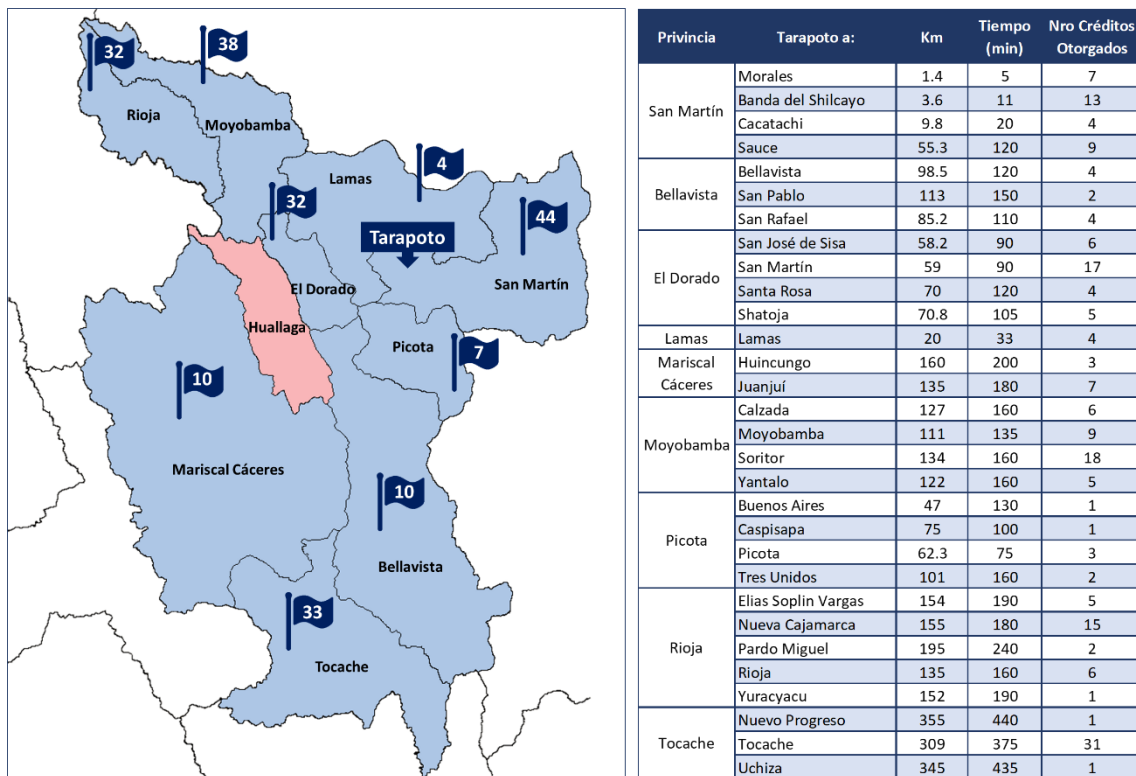 32
38
Rioja
Moyobamba
4
Lamas
32
44
Tarapoto
San Martín
El Dorado
Huallaga
Picota
7
10
Mariscal Cáceres
10
Bellavista
33
Tocache
Privincia Tarapoto a: Km Tiempo (min) Nro Créditos Otorgados
San Martín
Morales 1.4 5 7
Banda del Shilcayo 3.6 11 13
Cacatachi 9.8 20 4
Sauce 55.3 120 9
Bellavista
Bellavista 98.5 120 4
San Pablo 113 150 2
San Rafael 85.2 110 4
El Dorado
San José de Sisa 58.2 90 6
San Martín 59 90 17
Santa Rosa 70 120 4
Shatoja 70.8 105 5
Lamas Lamas 20 33 4
Mariscal Cáceres
Huincungo 160 200 3
Juanjuí 135 180 7
Moyobamba
Calzada 127 160 6
Moyobamba 111 135 9
Soritor 134 160 18
Yantalo 122 160 5
Picota
Buenos Aires 47 130 1
Caspisapa 75 100 1
Picota 62.3 75 3
Tres Unidos 101 160 2
Rioja
Elias Soplin Vargas 154 190 5
Nueva Cajamarca 155 180 15
Pardo Miguel 195 240 2
Rioja 135 160 6
Yuracyacu 152 190 1
Tocache
Nuevo Progreso 355 440 1
Tocache 309 375 31
Uchiza 345 435 1